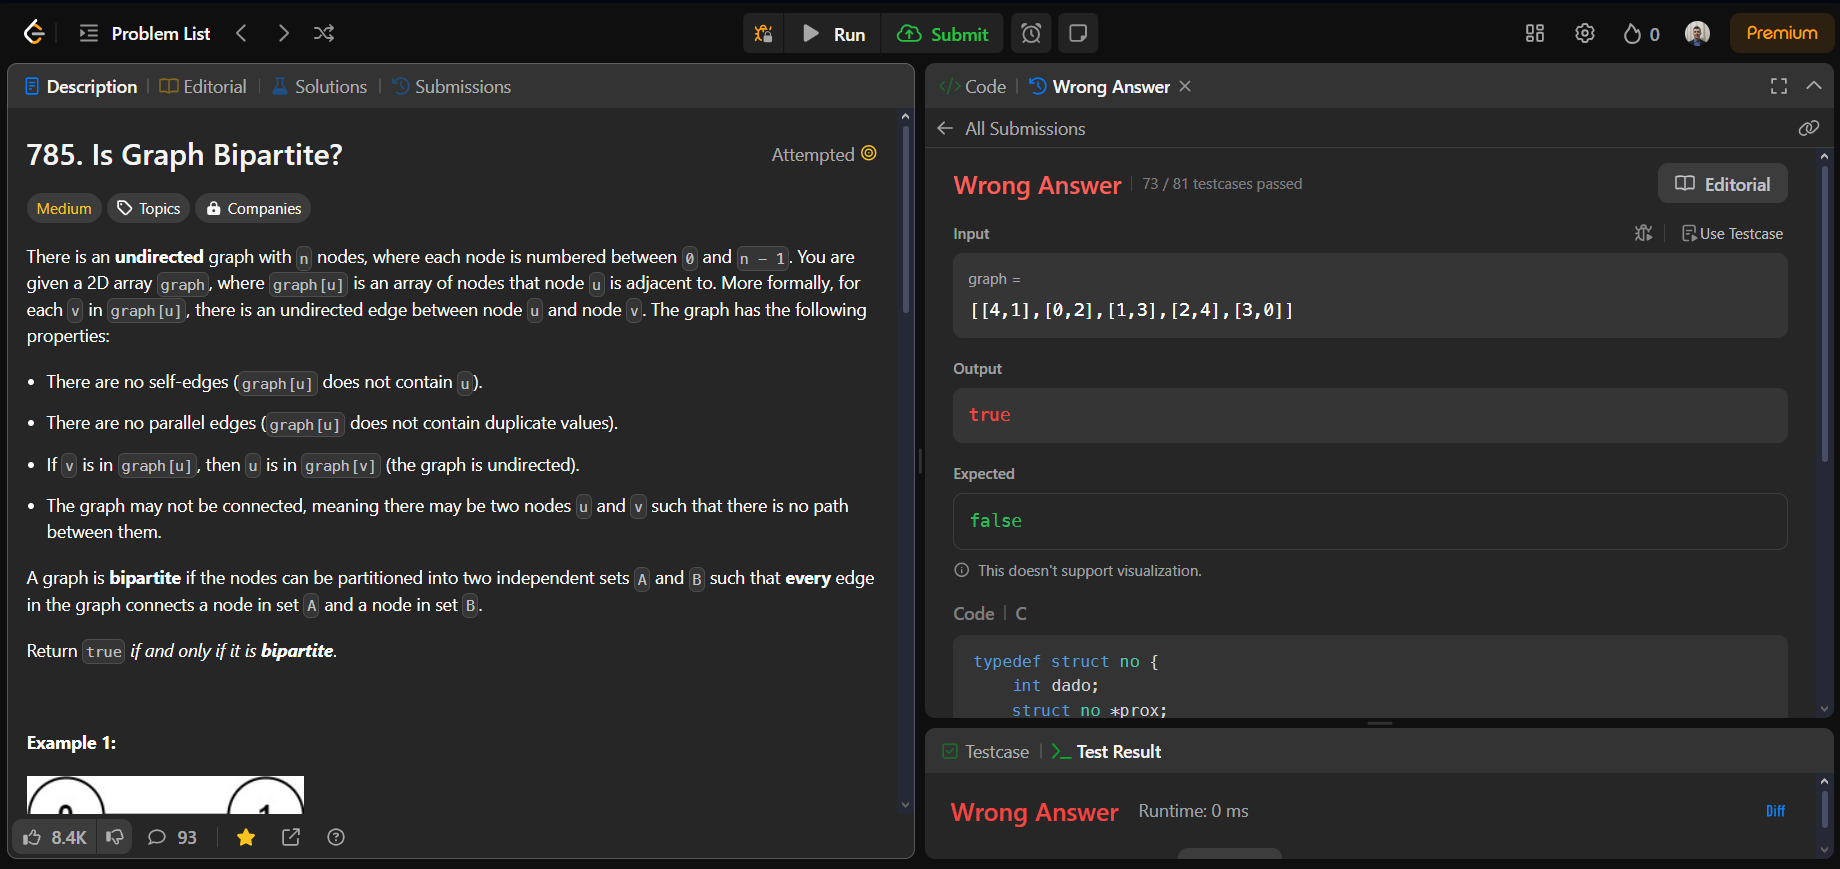 Problem List
Run
Submit
0
Premium
Description
Editorial
Solutions
Submissions
785. Is Graph Bipartite?
Attempted
Medium
Topics
Companies
There is an undirected graph with n nodes, where each node is numbered between 0 and n - 1. You are
given a 2D array graph, where graph[u] is an array of nodes that node u is adjacent to. More formally, for
each v in graph[u], there is an undirected edge between node u and node v. The graph has the following
properties:
• There are no self-edges (graph[u] does not contain u).
• There are no parallel edges (graph[u] does not contain duplicate values).
• If v is in graph[u], then u is in graph[v] (the graph is undirected).
• The graph may not be connected, meaning there may be two nodes u and v such that there is no path
between them.
A graph is bipartite if the nodes can be partitioned into two independent sets A and B such that every edge
in the graph connects a node in set A and a node in set B.
Return true if and only if it is bipartite.
Example 1:
0
1
8.4K
93
</> Code
Wrong Answer
All Submissions
Wrong Answer
73 / 81 testcases passed
Editorial
Input
Use Testcase
graph =
[[4,1],[0,2],[1,3],[2,4],[3,0]]
Output
true
Expected
false
This doesn't support visualization.
Code
C
typedef struct no {
int dado;
struct no *prox;
Testcase
>_ Test Result
Wrong Answer
Runtime: 0 ms
Diff